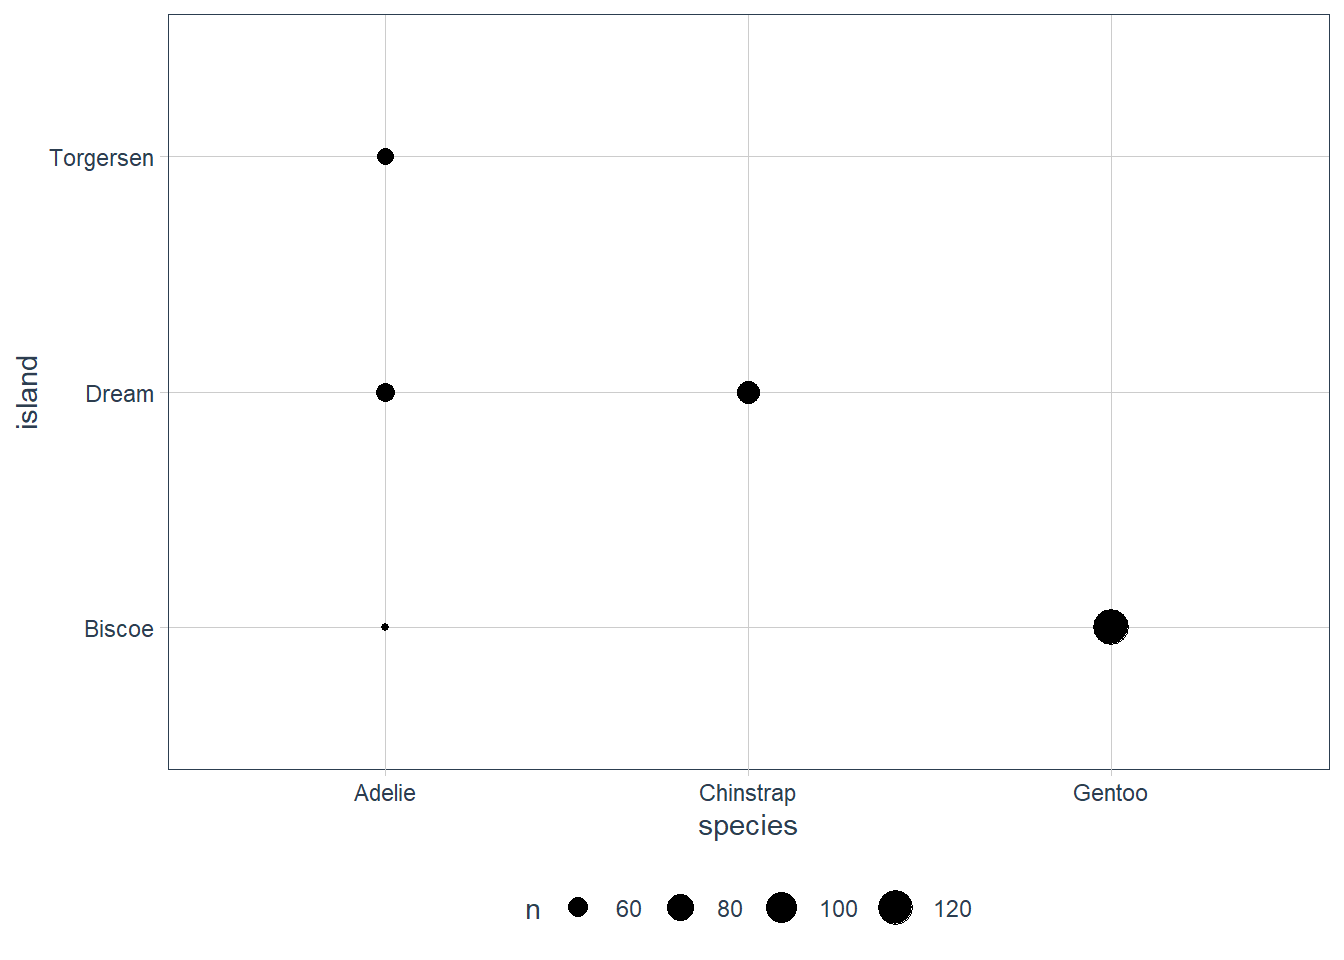 Torgersen
Dream
Biscoe
island
Adelie Chinstrap Gentoo
species
n 60 80 100 120